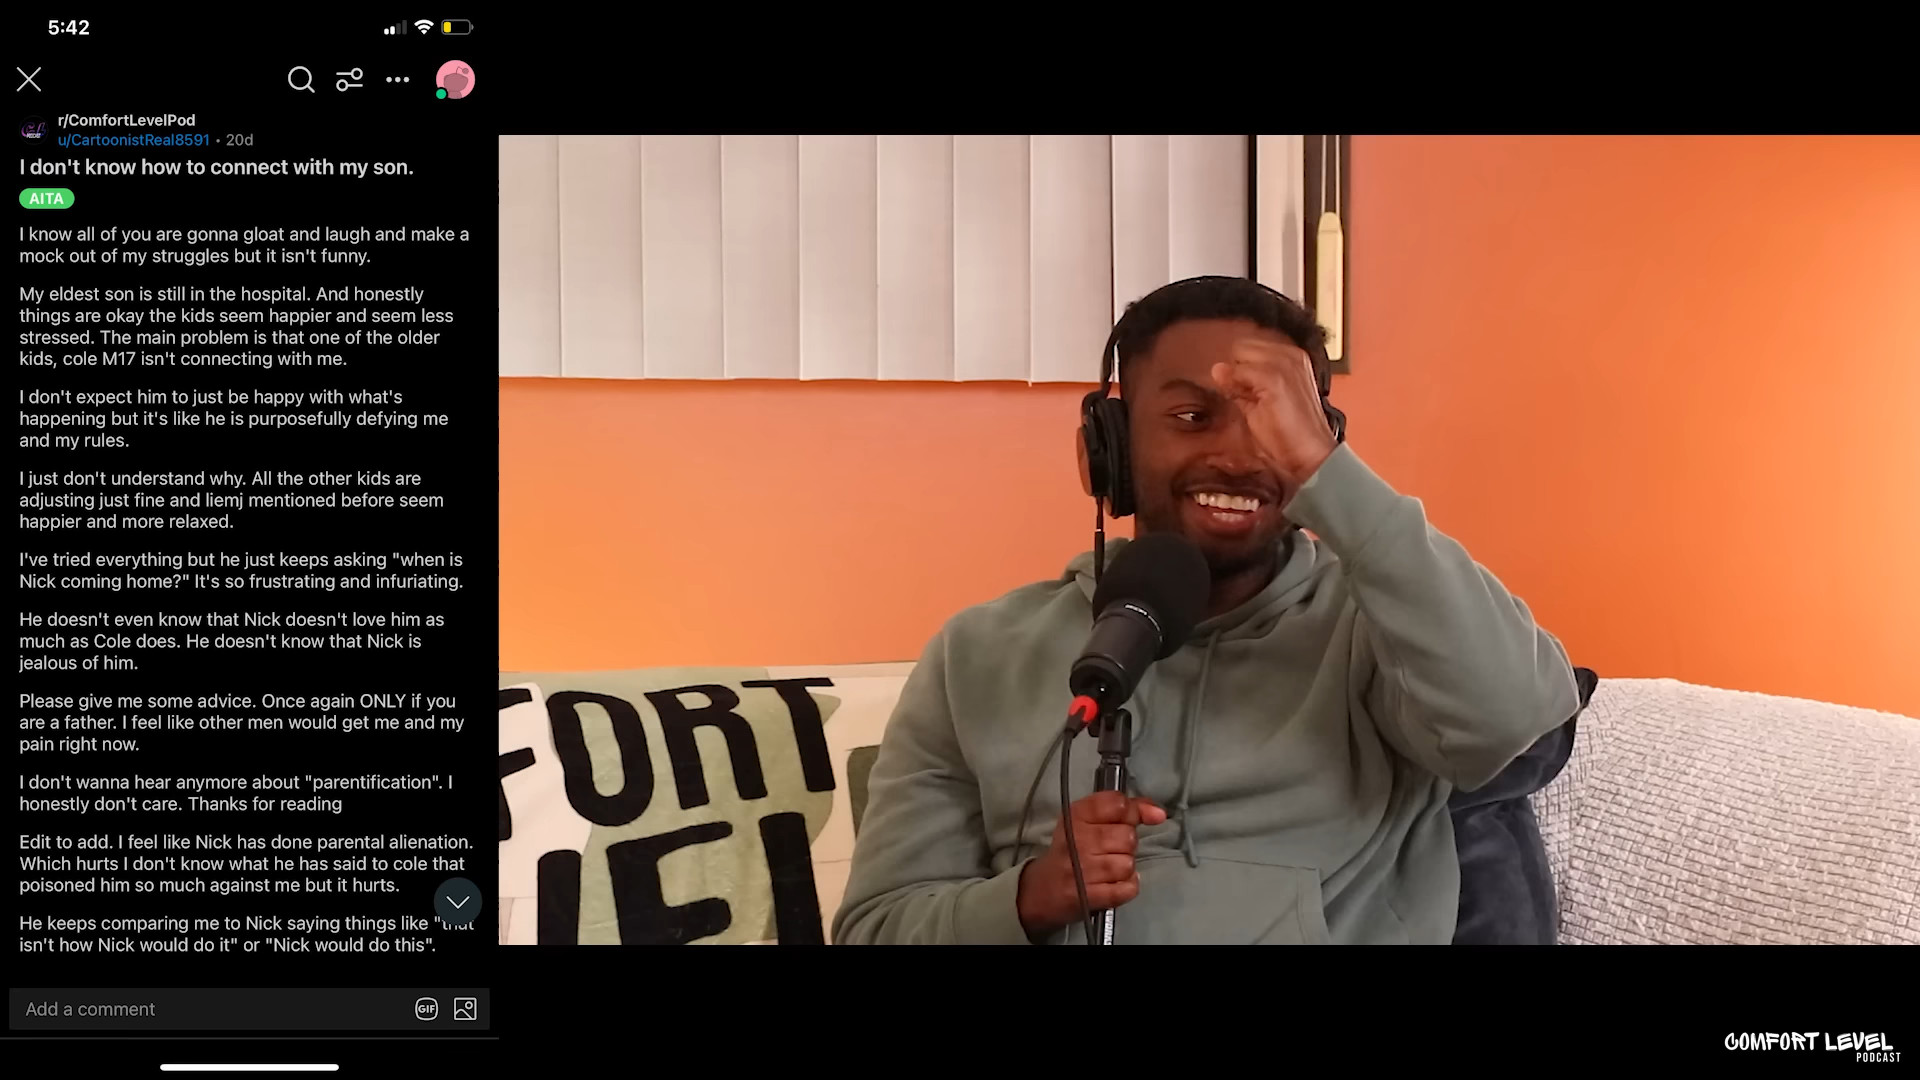 5:42
r/ComfortLevelPod
u/CartoonistReal8591 • 20d
I don't know how to connect with my son.
AITA
I know all of you are gonna gloat and laugh and make a
mock out of my struggles but it isn't funny.
My eldest son is still in the hospital. And honestly
things are okay the kids seem happier and seem less
stressed. The main problem is that one of the older
kids, cole M17 isn't connecting with me.
I don't expect him to just be happy with what's
happening but it's like he is purposefully defying me
and my rules.
I just don't understand why. All the other kids are
adjusting just fine and liemj mentioned before seem
happier and more relaxed.
I've tried everything but he just keeps asking "when is
Nick coming home?" It's so frustrating and infuriating.
He doesn't even know that Nick doesn't love him as
much as Cole does. He doesn't know that Nick is
jealous of him.
Please give me some advice. Once again ONLY if you
are a father. I feel like other men would get me and my
pain right now.
I don't wanna hear anymore about "parentification". I
honestly don't care. Thanks for reading
Edit to add. I feel like Nick has done parental alienation.
Which hurts I don't know what he has said to cole that
poisoned him so much against me but it hurts.
He keeps comparing me to Nick saying things like "that
isn't how Nick would do it" or "Nick would do this".
Add a comment
GIF
FORT
COMFORT LEVEL
PODCAST